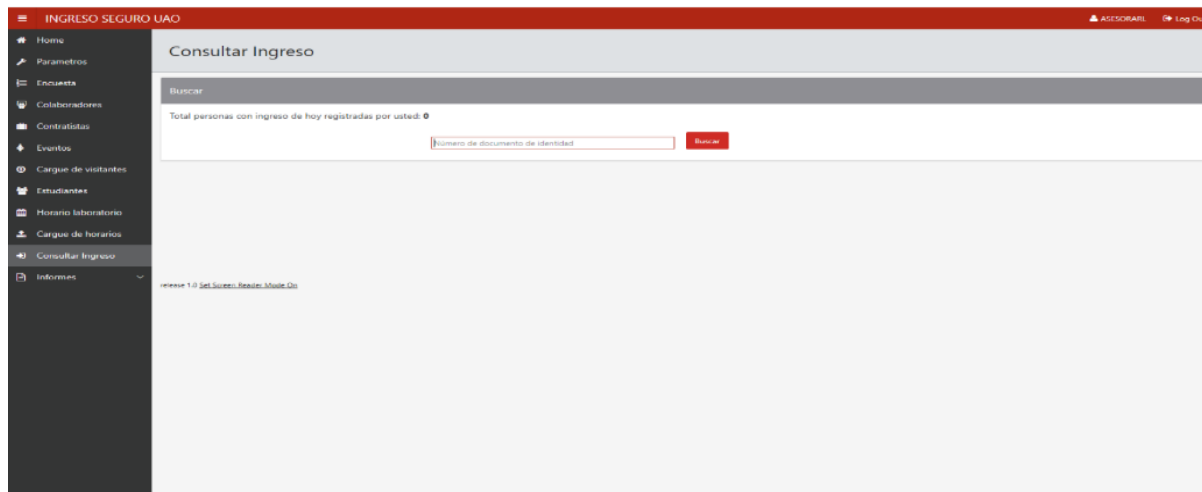 INGRESO SEGURO UAO
ASESORARL
Log Ou
Home
Parametros
Encuesta
Colaboradores
Contratistas
Eventos
Cargue de visitantes
Estudiantes
Horario laboratorio
Cargue de horarios
Consultar Ingreso
Informes
Consultar Ingreso
Buscar
Total personas con ingreso de hoy registradas por usted: 0
Número de documento de identidad
Buscar
release 1.0 Set Screen Reader Mode On